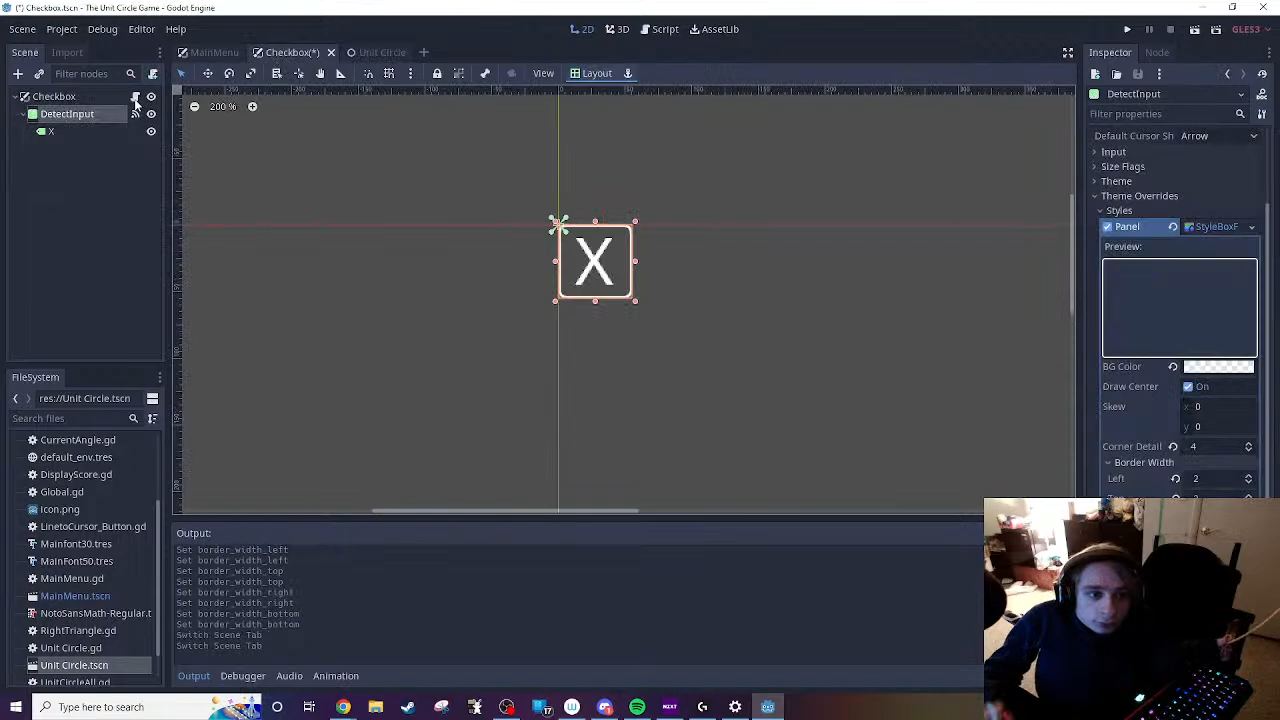 (*) Checkbox.tscn - The Unit Circle Game - Godot Engine
Scene Project Debug Editor Help
2D 3D Script AssetLib
GLES3
Scene Import
MainMenu Checkbox(*) Unit Circle
Inspector Node
Filter nodes
View Layout
Checkbox
DetectInput
X
200 %
DetectInput
Filter properties
Default Cursor Sh Arrow
Input
Size Flags
Theme
Theme Overrides
Styles
Panel StyleBoxF
Preview:
X
BG Color
Draw Center On
Skew x 0
y 0
Corner Detail 4
Border Width
Left 2
FileSystem
res://Unit Circle.tscn
Search files
CurrentAngle.gd
default_env.tres
DisplayScore.gd
Global.gd
icon.png
LinetoCursor_Button.gd
Mainfont30.tres
MainFont50.tres
MainMenu.gd
MainMenu.tscn
NotoSansMath-Regular.t
RightTriangle.gd
Unit Circle.gd
Unit Circle.tscn
UnitCircleAll.gd
Output:
Set border_width_left
Set border_width_left
Set border_width_top
Set border_width_top
Set border_width_right
Set border_width_right
Set border_width_bottom
Set border_width_bottom
Switch Scene Tab
Switch Scene Tab
Output Debugger Audio Animation
Type here to search